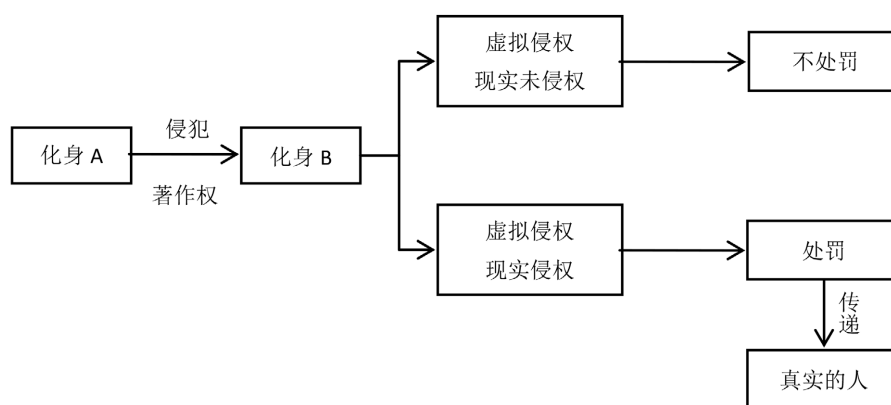 化身 A
侵犯
著作权
化身 B
虚拟侵权
现实未侵权
不处罚
虚拟侵权
现实侵权
处罚
传递
真实的人